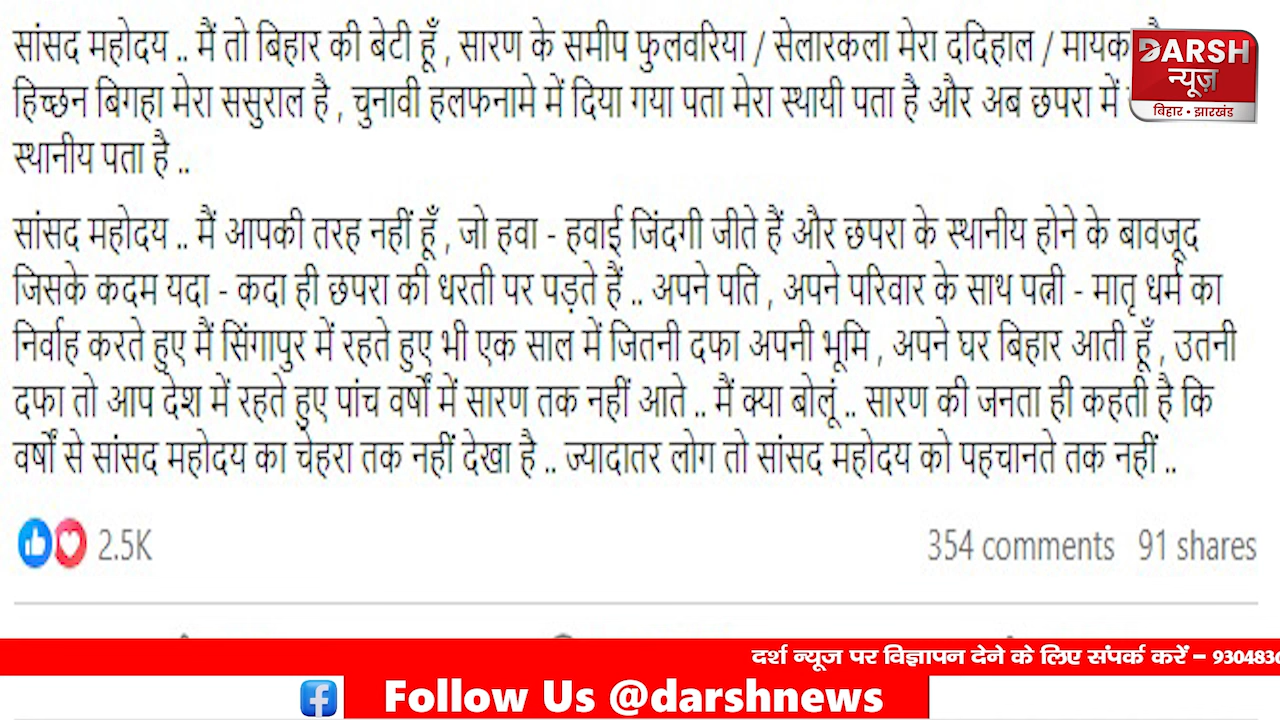 सांसद महोदय .. मैं तो बिहार की बेटी हूँ , सारण के समीप फुलवरिया / सेलारकला मेरा ददिहाल /
हिच्छन बिगहा मेरा ससुराल है , चुनावी हलफनामे में दिया गया पता मेरा स्थायी पता है और अब छपरा में
स्थानीय पता है ..
सांसद महोदय .. मैं आपकी तरह नहीं हूँ , जो हवा - हवाई जिंदगी जीते हैं और छपरा के स्थानीय होने के बावजूद
जिसके कदम यदा - कदा ही छपरा की धरती पर पड़ते हैं .. अपने पति , अपने परिवार के साथ पत्नी - मातृ धर्म का
निर्वाह करते हुए मैं सिंगापुर में रहते हुए भी एक साल में जितनी दफा अपनी भूमि , अपने घर बिहार आती हूँ , उतनी
दफा तो आप देश में रहते हुए पांच वर्षों में सारण तक नहीं आते .. मैं क्या बोलूं .. सारण की जनता ही कहती है कि
वर्षों से सांसद महोदय का चेहरा तक नहीं देखा है .. ज्यादातर लोग तो सांसद महोदय को पहचानते तक नहीं ..
2.5K 354 comments 91 shares
DARSH
न्यूज़
बिहार • झारखंड
दर्श न्यूज पर विज्ञापन देने के लिए संपर्क करें – 930483
Follow Us @darshnews